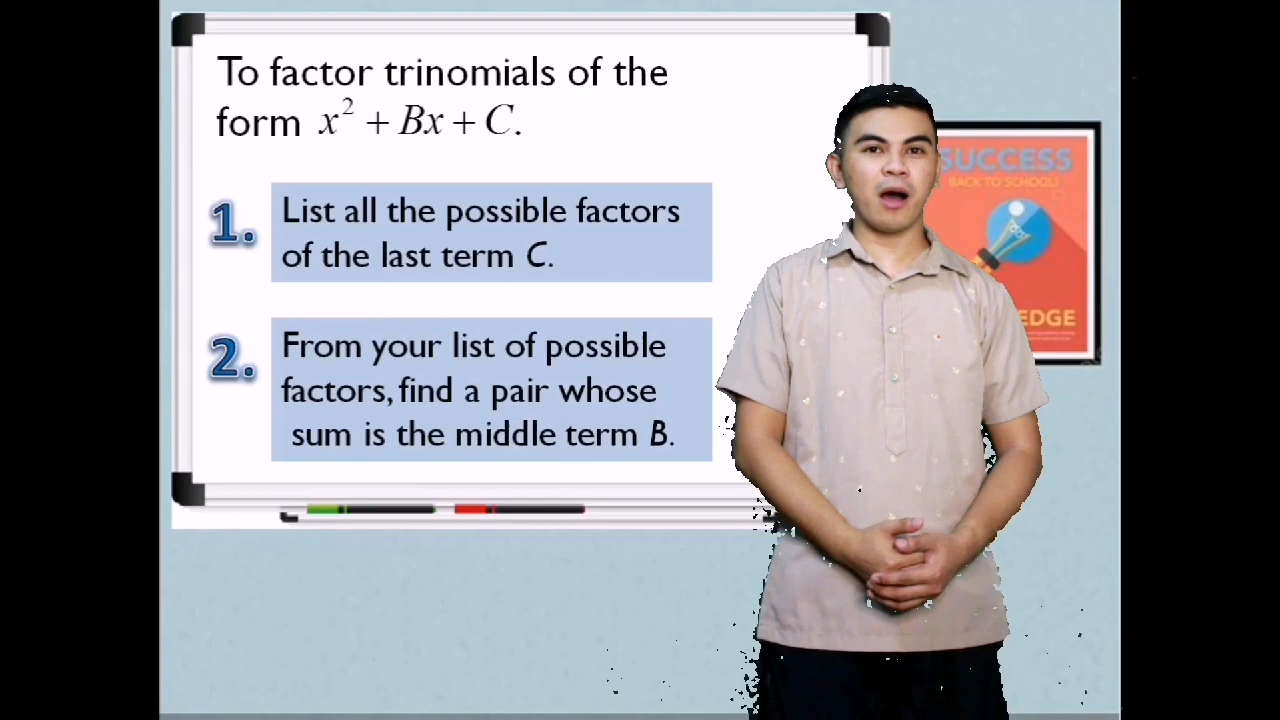 To factor trinomials of the
form x² + Bx + C.
1. List all the possible factors
of the last term C.
2. From your list of possible
factors, find a pair whose
sum is the middle term B.
SUCCESS
BACK TO SCHOOL!
EDGE